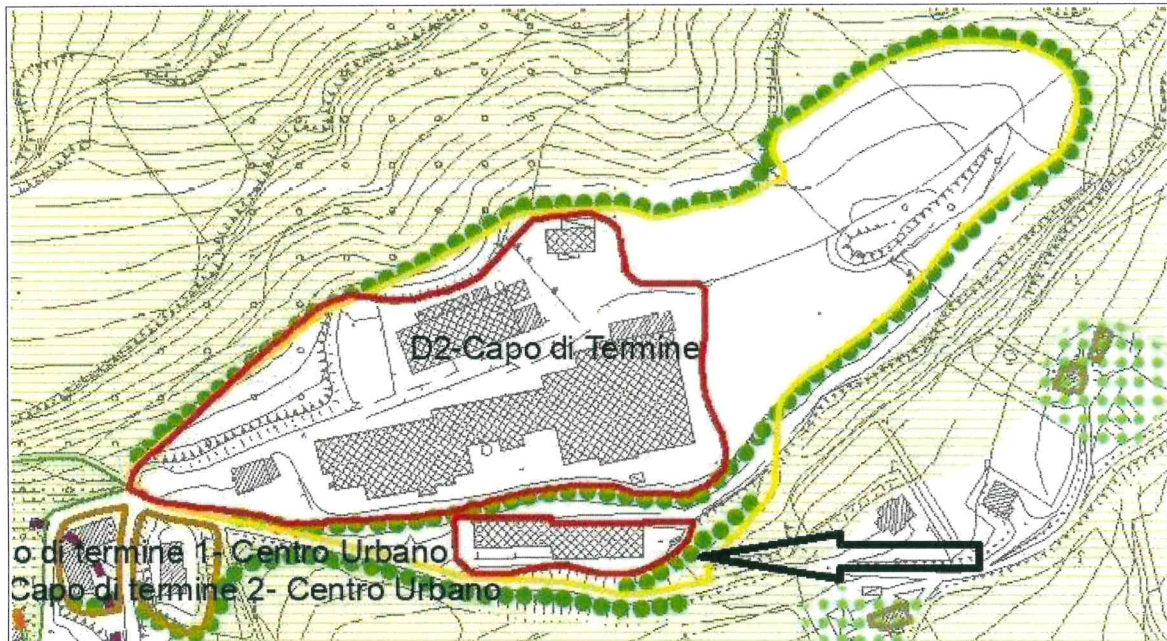 D2-Capo di Termine
o di termine 1- Centro Urbano
Capo di termine 2- Centro Urbano